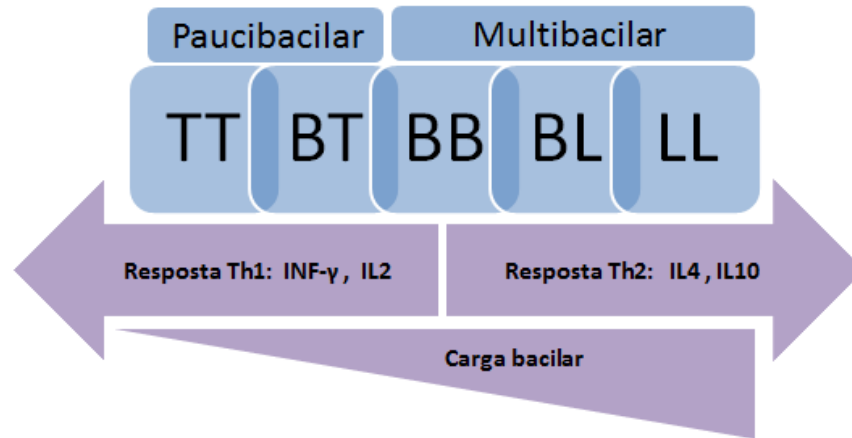 Paucibacilar Multibacilar
TT BT BB BL LL
Resposta Th1: INF-γ , IL2 Resposta Th2: IL4 , IL10
Carga bacilar